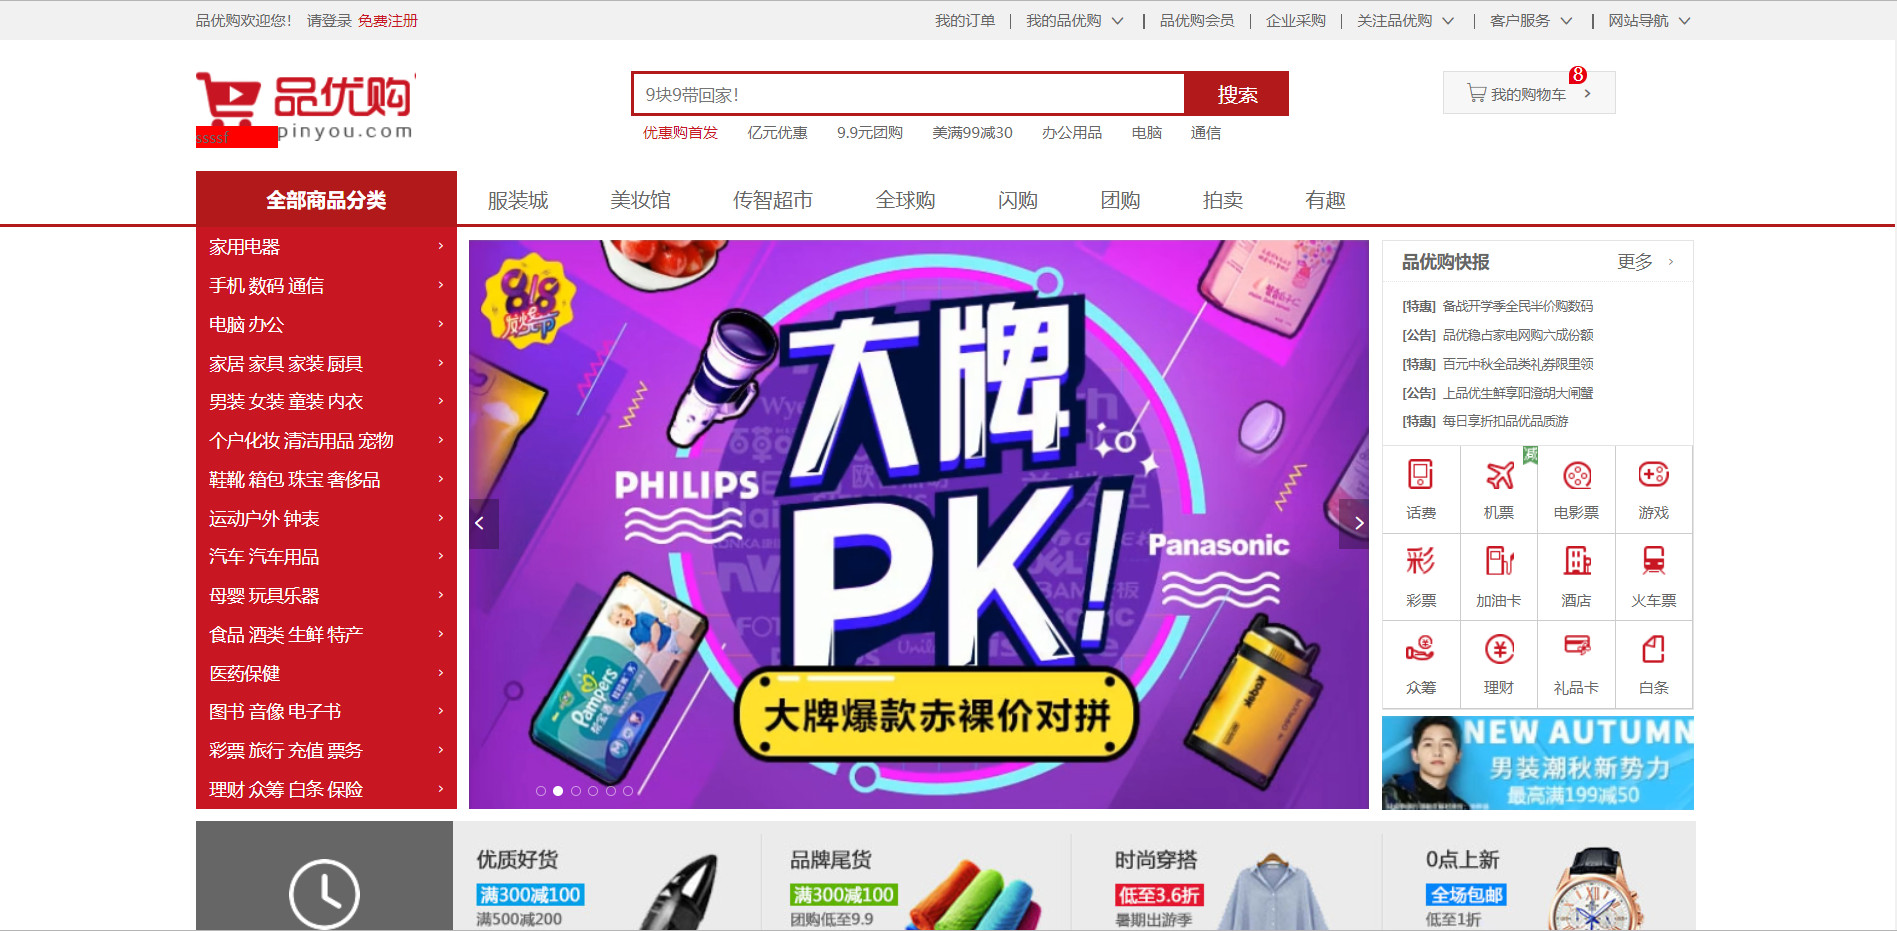 品优购欢迎您！ 请登录 免费注册
我的订单 | 我的品优购 | 品优购会员 | 企业采购 | 关注品优购 | 客户服务 | 网站导航
品优购
pinyou.com
ssssf
9块9带回家！
搜索
8
我的购物车
优惠购首发 亿元优惠 9.9元团购 美满99减30 办公用品 电脑 通信
全部商品分类 服装城 美妆馆 传智超市 全球购 闪购 团购 拍卖 有趣
家用电器
手机 数码 通信
电脑 办公
家居 家具 家装 厨具
男装 女装 童装 内衣
个户化妆 清洁用品 宠物
鞋靴 箱包 珠宝 奢侈品
运动户外 钟表
汽车 汽车用品
母婴 玩具乐器
食品 酒类 生鲜 特产
医药保健
图书 音像 电子书
彩票 旅行 充值 票务
理财 众筹 白条 保险
818
发烧节
大牌
PK!
PHILIPS
Panasonic
Pampers
Kodak
大牌爆款赤裸价对拼
品优购快报 更多
[特惠] 备战开学季全民半价购数码
[公告] 品优稳占家电网购六成份额
[特惠] 百元中秋全品类礼券限里领
[公告] 上品优生鲜享阳澄胡大闸蟹
[特惠] 每日享折扣品优品质游
减
话费 机票 电影票 游戏
彩
彩票 加油卡 酒店 火车票
众筹 理财 礼品卡 白条
NEW AUTUMN
男装潮秋新势力
最高满199减50
优质好货
满300减100
满500减200
品牌尾货
满300减100
团购低至9.9
时尚穿搭
低至3.6折
暑期出游季
0点上新
全场包邮
低至1折